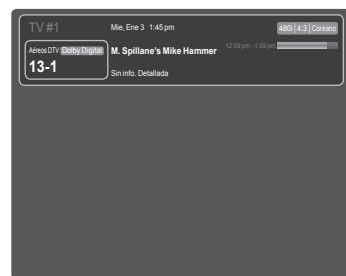 TV #1
Mie, Ene 3 1:45 pm
480i 4:3 Coreano
Aéreos DTV Dolby Digital
M. Spillane's Mike Hammer
12:59 pm - 1:59 pm
13-1
Sin info. Detallada